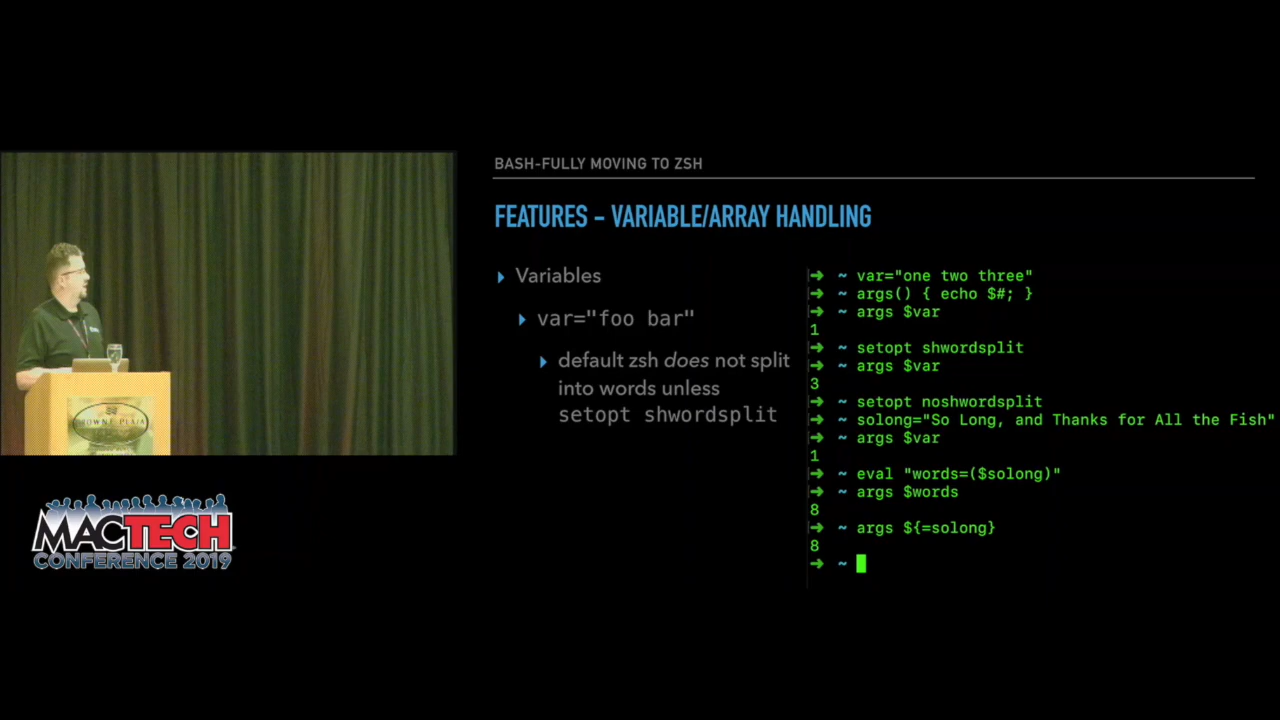 BASH-FULLY MOVING TO ZSH
FEATURES - VARIABLE/ARRAY HANDLING
Variables
var="foo bar"
default zsh does not split
into words unless
setopt shwordsplit
➜ ~ var="one two three"
➜ ~ args() { echo $#; }
➜ ~ args $var
1
➜ ~ setopt shwordsplit
➜ ~ args $var
3
➜ ~ setopt noshwordsplit
➜ ~ solong="So Long, and Thanks for All the Fish"
➜ ~ args $var
1
➜ ~ eval "words=($solong)"
➜ ~ args $words
8
➜ ~ args ${=solong}
8
➜ ~
MACTECH
CONFERENCE 2019